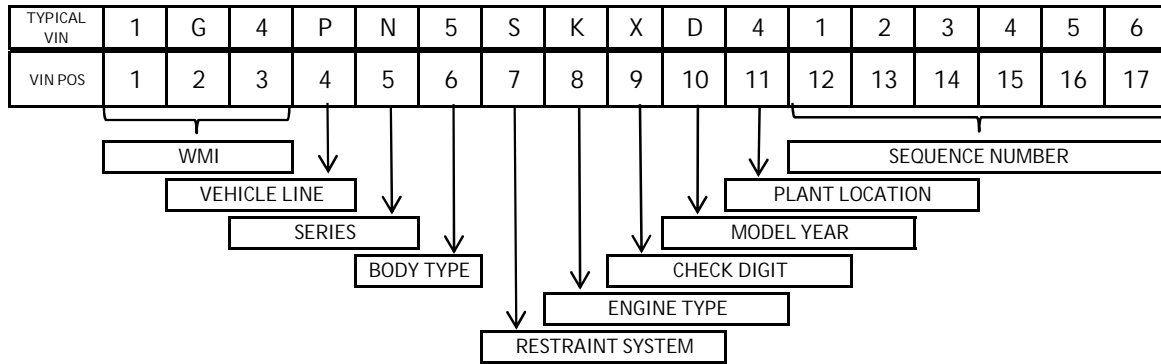 TYPICAL VIN 1 G 4 P N 5 S K X D 4 1 2 3 4 5 6
VIN POS 1 2 3 4 5 6 7 8 9 10 11 12 13 14 15 16 17
WMI SEQUENCE NUMBER
VEHICLE LINE PLANT LOCATION
SERIES MODEL YEAR
BODY TYPE CHECK DIGIT
ENGINE TYPE
RESTRAINT SYSTEM